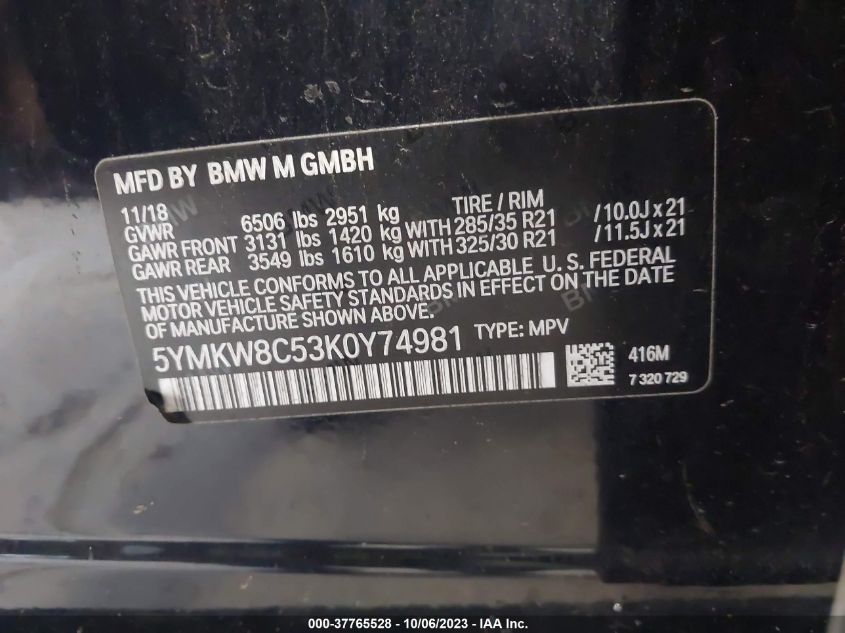 MFD BY BMW M GMBH
11/18 TIRE / RIM
GVWR 6506 lbs 2951 kg
GAWR FRONT 3131 lbs 1420 kg WITH 285/35 R21 /10.0J x 21
GAWR REAR 3549 lbs 1610 kg WITH 325/30 R21 /11.5J x 21
THIS VEHICLE CONFORMS TO ALL APPLICABLE U. S. FEDERAL
MOTOR VEHICLE SAFETY STANDARDS IN EFFECT ON THE DATE
OF MANUFACTURE SHOWN ABOVE.
5YMKW8C53K0Y74981 TYPE: MPV
416M
7 320 729
000-37765528 - 10/06/2023 - IAA Inc.